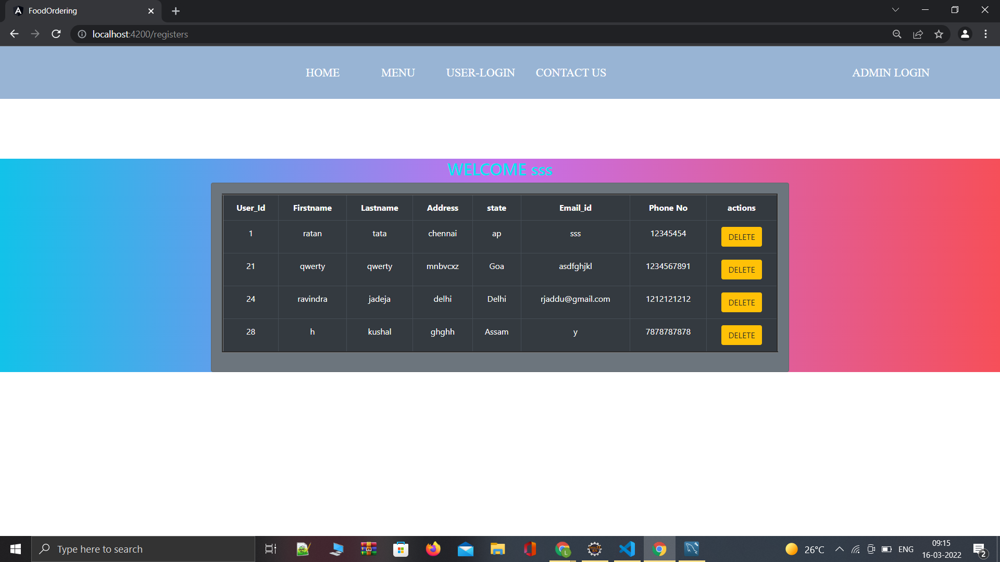 FoodOrdering
localhost:4200/registers
HOME MENU USER-LOGIN CONTACT US ADMIN LOGIN
WELCOME sss
User_Id Firstname Lastname Address state Email_id Phone No actions
1 ratan tata chennai ap sss 12345454 DELETE
21 qwerty qwerty mnbvcxz Goa asdfghjkl 1234567891 DELETE
24 ravindra jadeja delhi Delhi rjaddu@gmail.com 1212121212 DELETE
28 h kushal ghghh Assam y 7878787878 DELETE
Type here to search
26°C
ENG
09:15
16-03-2022
2